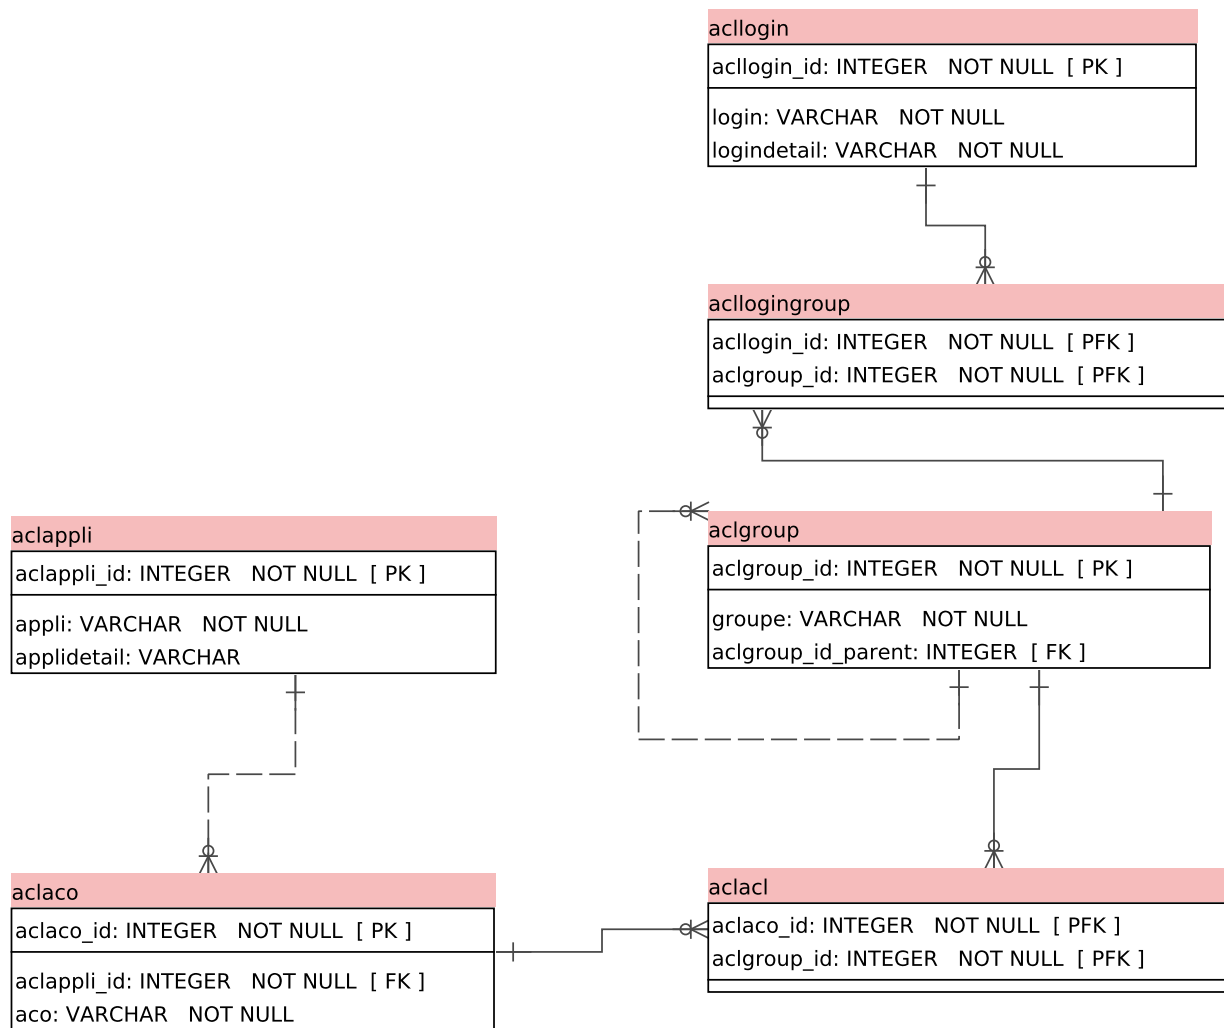 acllogin
acllogin_id: INTEGER NOT NULL [ PK ]
login: VARCHAR NOT NULL
logindetail: VARCHAR NOT NULL
acllogingroup
acllogin_id: INTEGER NOT NULL [ PFK ]
aclgroup_id: INTEGER NOT NULL [ PFK ]
aclappli
aclappli_id: INTEGER NOT NULL [ PK ]
appli: VARCHAR NOT NULL
applidetail: VARCHAR
aclgroup
aclgroup_id: INTEGER NOT NULL [ PK ]
groupe: VARCHAR NOT NULL
aclgroup_id_parent: INTEGER [ FK ]
aclaco
aclaco_id: INTEGER NOT NULL [ PK ]
aclappli_id: INTEGER NOT NULL [ FK ]
aco: VARCHAR NOT NULL
aclacl
aclaco_id: INTEGER NOT NULL [ PFK ]
aclgroup_id: INTEGER NOT NULL [ PFK ]